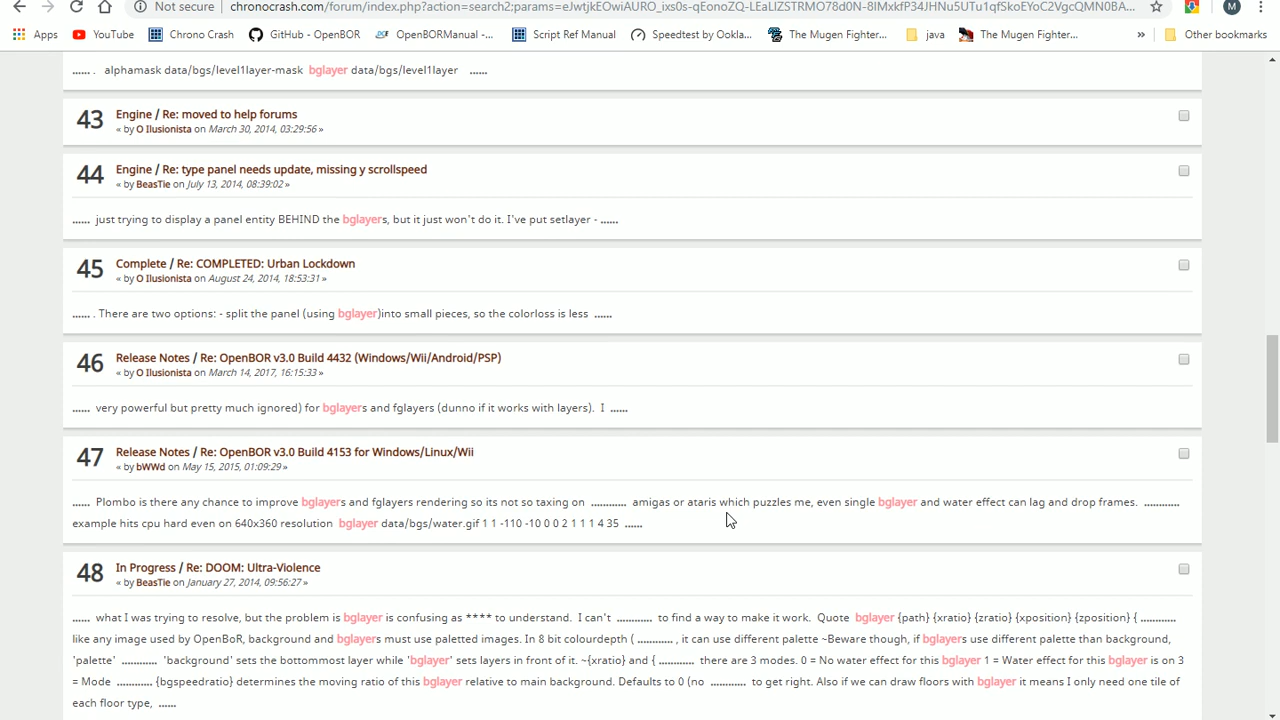 Not secure chronocrash.com/forum/index.php?action=search2;params=
M
Apps YouTube Chrono Crash GitHub - OpenBOR OpenBORManual -... Script Ref Manual Speedtest by Ookla... The Mugen Fighter... java The Mugen Fighter... » Other bookmarks
...... . alphamask data/bgs/level1layer-mask bglayer data/bgs/level1layer ......
43 Engine / Re: moved to help forums
« by O Ilusionista on March 30, 2014, 03:29:56 »
44 Engine / Re: type panel needs update, missing y scrollspeed
« by BeasTie on July 13, 2014, 08:39:02 »
...... just trying to display a panel entity BEHIND the bglayers, but it just won't do it. I've put setlayer - ......
45 Complete / Re: COMPLETED: Urban Lockdown
« by O Ilusionista on August 24, 2014, 18:53:31 »
...... . There are two options: - split the panel (using bglayer)into small pieces, so the colorloss is less ......
46 Release Notes / Re: OpenBOR v3.0 Build 4432 (Windows/Wii/Android/PSP)
« by O Ilusionista on March 14, 2017, 16:15:33 »
...... very powerful but pretty much ignored) for bglayers and fglayers (dunno if it works with layers). I ......
47 Release Notes / Re: OpenBOR v3.0 Build 4153 for Windows/Linux/Wii
« by bWWd on May 15, 2015, 01:09:29 »
...... Plombo is there any chance to improve bglayers and fglayers rendering so its not so taxing on ............ amigas or ataris which puzzles me, even single bglayer and water effect can lag and drop frames. ............
example hits cpu hard even on 640x360 resolution bglayer data/bgs/water.gif 1 1 -110 -10 0 0 2 1 1 1 4 35 ......
48 In Progress / Re: DOOM: Ultra-Violence
« by BeasTie on January 27, 2014, 09:56:27 »
...... what I was trying to resolve, but the problem is bglayer is confusing as **** to understand. I can't ............ to find a way to make it work. Quote bglayer {path} {xratio} {zratio} {xposition} {zposition} { ............
like any image used by OpenBoR, background and bglayers must use paletted images. In 8 bit colourdepth ( ............ , it can use different palette ~Beware though, if bglayers use different palette than background,
'palette' ............ 'background' sets the bottommost layer while 'bglayer' sets layers in front of it. ~{xratio} and { ............ there are 3 modes. 0 = No water effect for this bglayer 1 = Water effect for this bglayer is on 3
= Mode ............ {bgspeedratio} determines the moving ratio of this bglayer relative to main background. Defaults to 0 (no ............ to get right. Also if we can draw floors with bglayer it means I only need one tile of
each floor type, ......